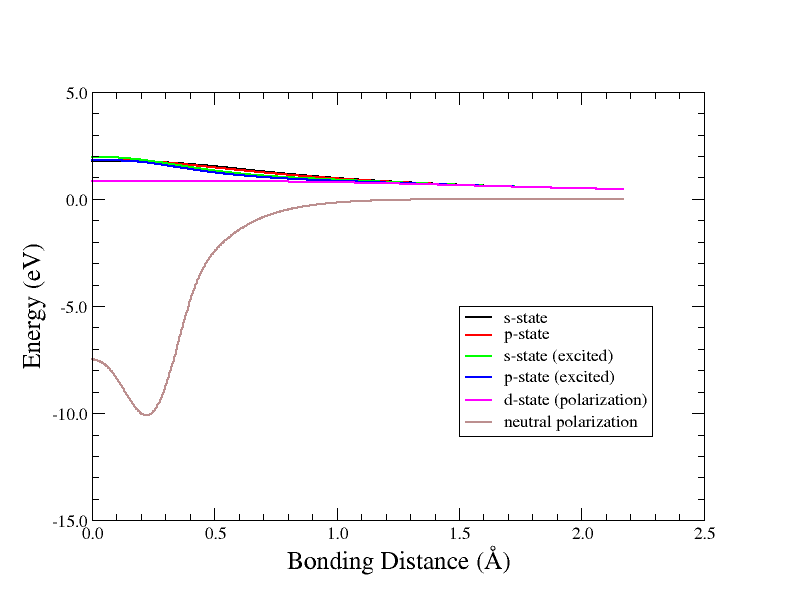 5.0
0.0
-5.0
-10.0
-15.0
Energy (eV)
s-state
p-state
s-state (excited)
p-state (excited)
d-state (polarization)
neutral polarization
0.0 0.5 1.0 1.5 2.0 2.5
Bonding Distance (Å)